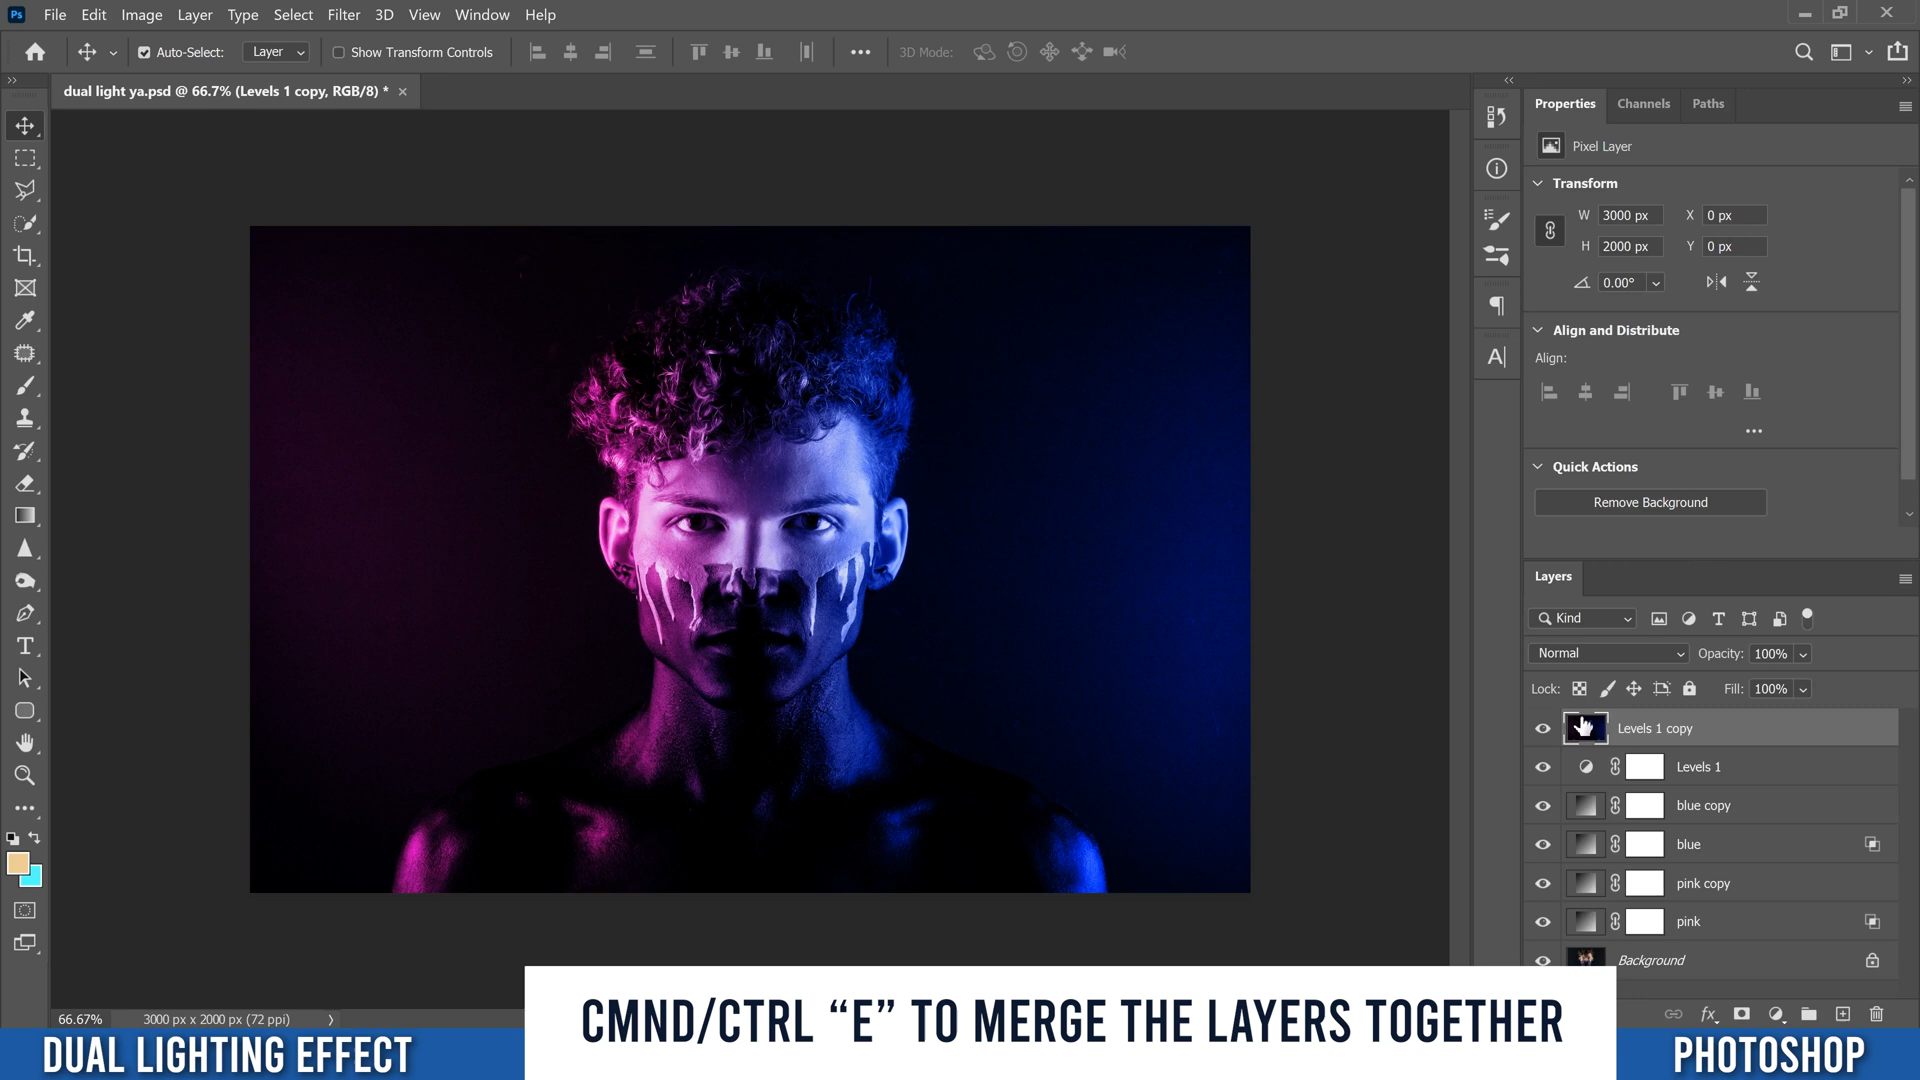 Ps File Edit Image Layer Type Select Filter 3D View Window Help
Auto-Select: Layer Show Transform Controls 3D Mode:
dual light ya.psd @ 66.7% (Levels 1 copy, RGB/8) *
Properties Channels Paths
Pixel Layer
Transform
W 3000 px X 0 px
H 2000 px Y 0 px
0.00°
Align and Distribute
Align:
Quick Actions
Remove Background
Layers
Kind
Normal Opacity: 100%
Lock: Fill: 100%
Levels 1 copy
Levels 1
blue copy
blue
pink copy
pink
Background
66.67% 3000 px x 2000 px (72 ppi)
CMND/CTRL “E” TO MERGE THE LAYERS TOGETHER
DUAL LIGHTING EFFECT
PHOTOSHOP